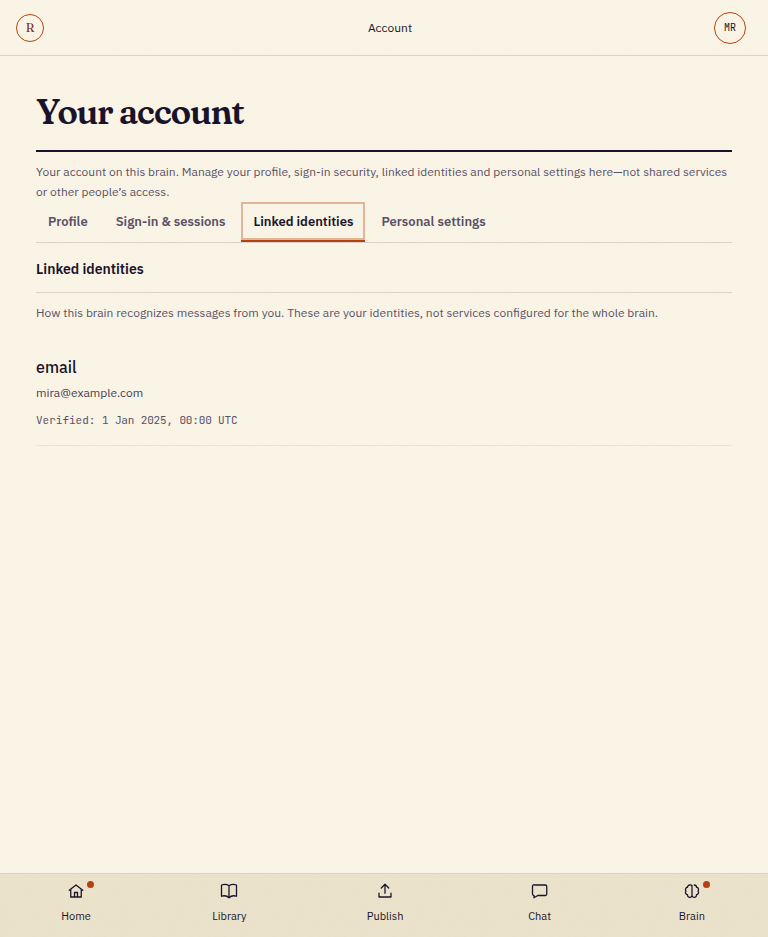 R
Account
MR
Your account
Your account on this brain. Manage your profile, sign-in security, linked identities and personal settings here—not shared services
or other people's access.
Profile
Sign-in & sessions
Linked identities
Personal settings
Linked identities
How this brain recognizes messages from you. These are your identities, not services configured for the whole brain.
email
mira@example.com
Verified: 1 Jan 2025, 00:00 UTC
Home
Library
Publish
Chat
Brain